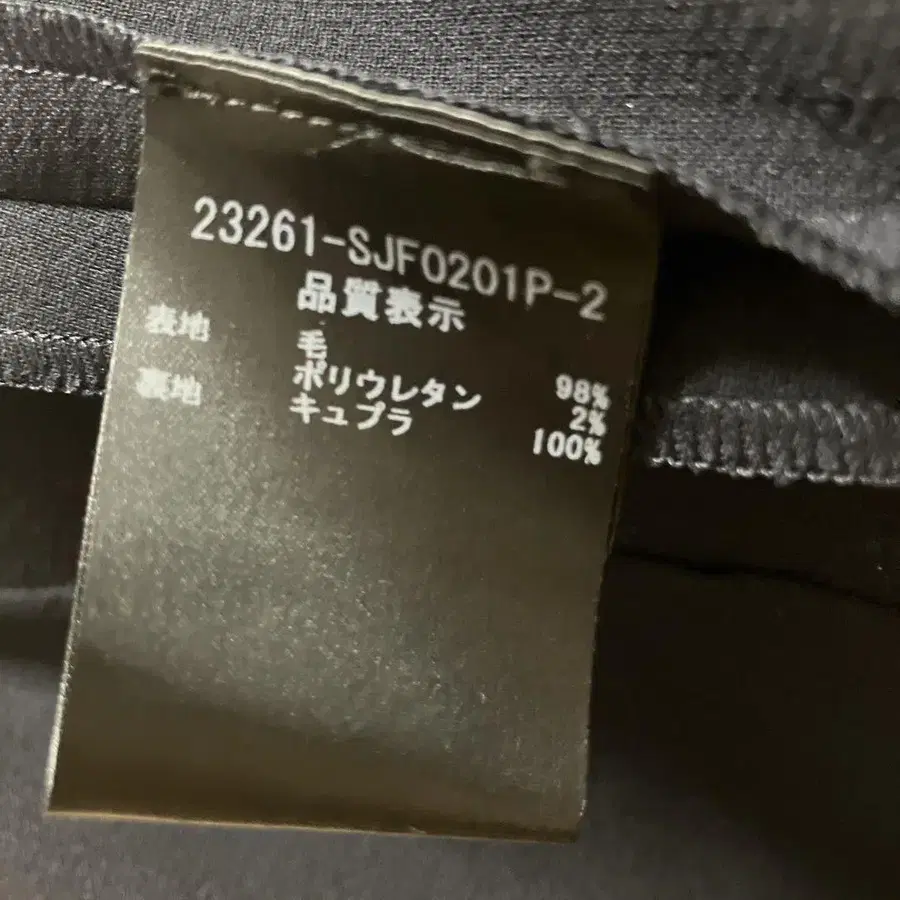 23261-SJF0201P-2
品質表示
表地 毛 98%
ポリウレタン 2%
裏地 キュプラ 100%